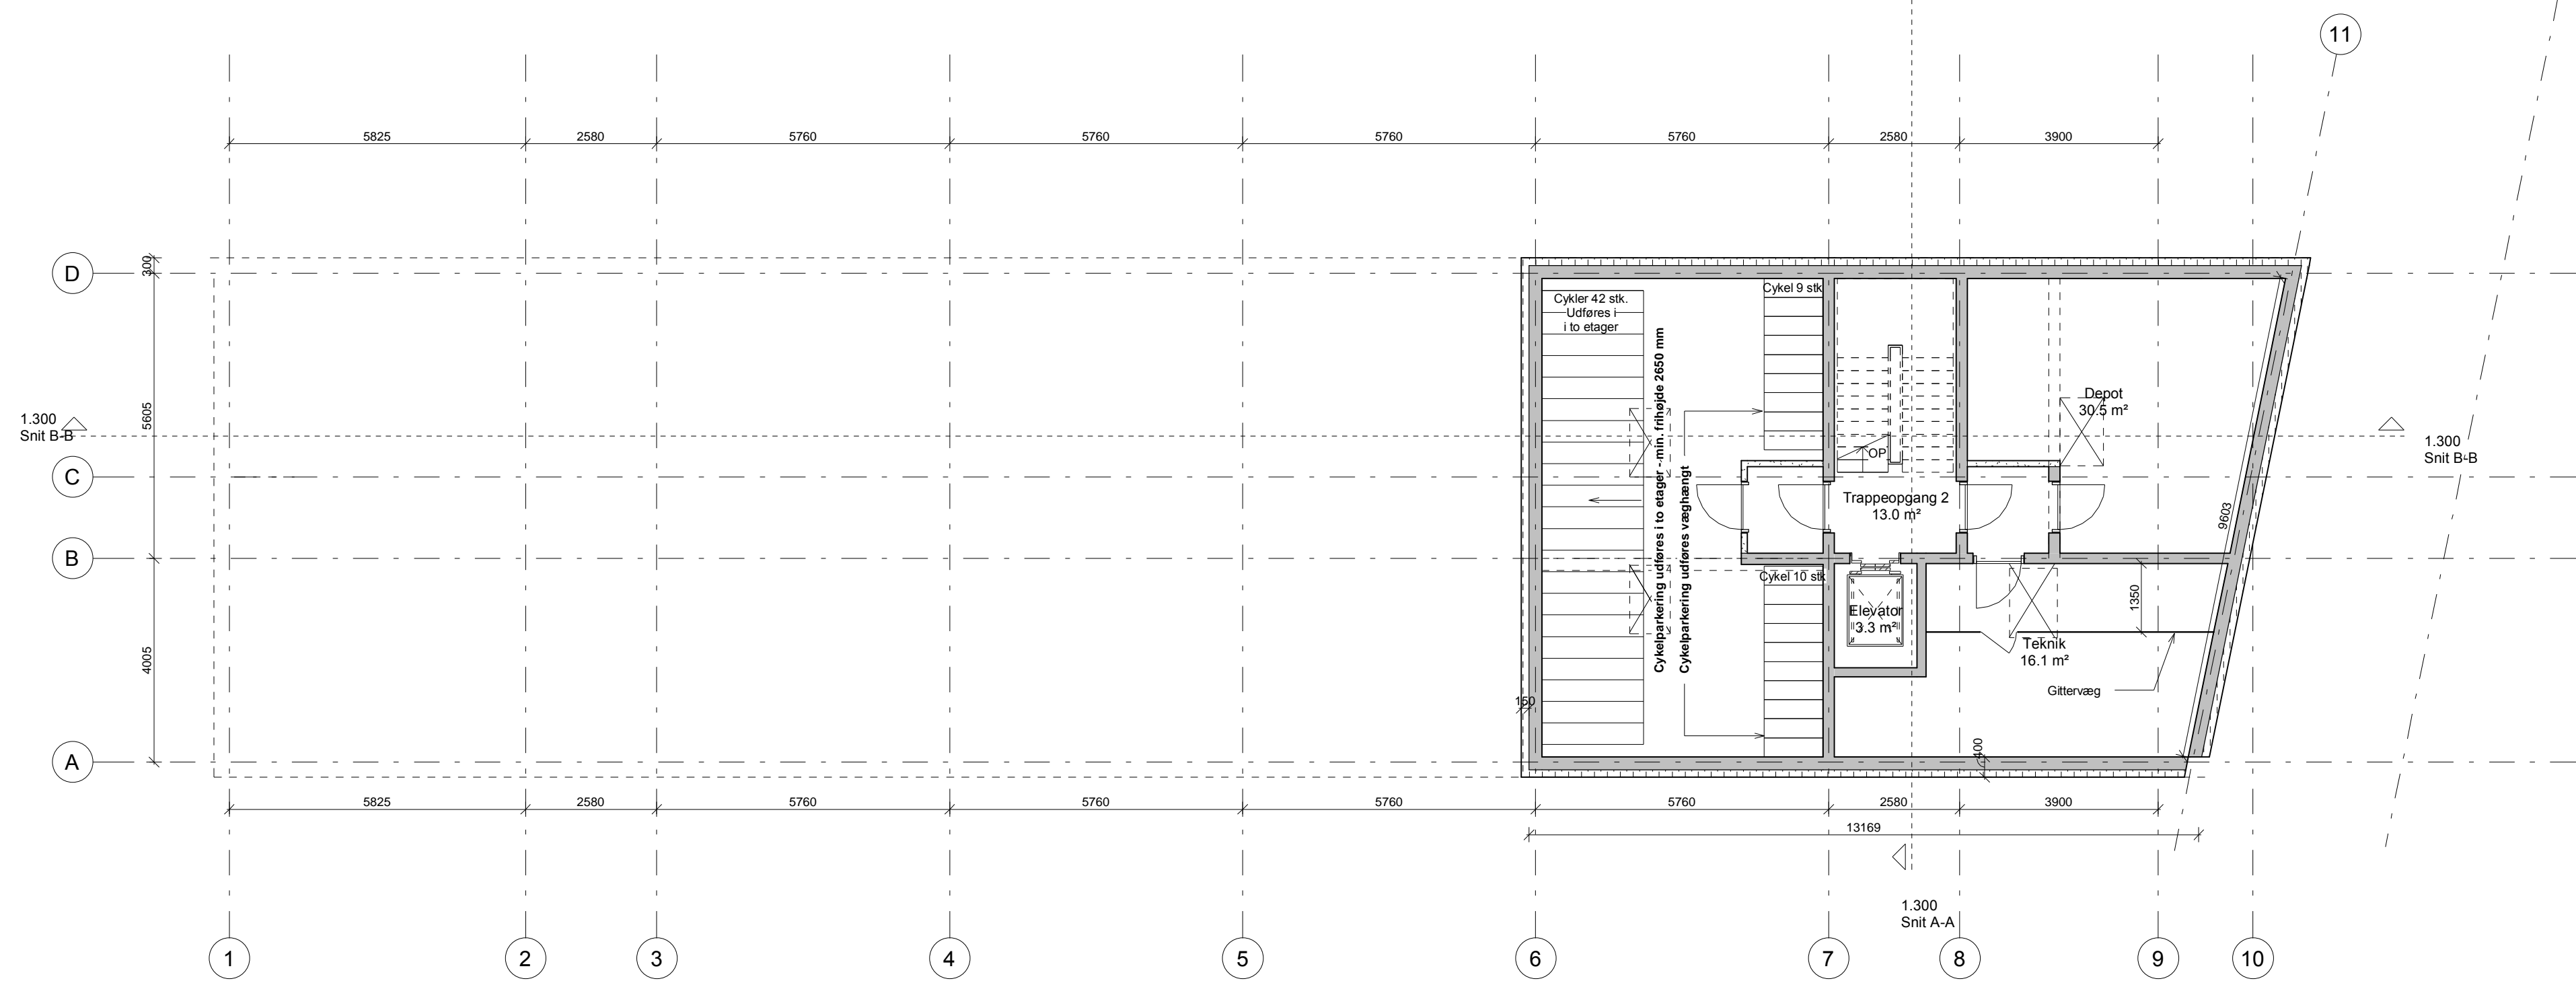 11
5825
2580
5760
5760
5760
5760
2580
3900
D
300
Cykler 42 stk.
Udføres i
i to etager
Cykel 9 stk
Cykelparkering udføres i to etager - min. frihøjde 2650 mm
Cykelparkering udføres væghængt
5605
1.300
Snit B-B
Depot
30.5 m²
1.300
Snit B-B
OP
C
Trappeopgang 2
13.0 m²
9603
B
Cykel 10 stk
1350
Elevator
3.3 m²
Teknik
16.1 m²
4005
Gittervæg
150
400
A
5825
2580
5760
5760
5760
5760
2580
3900
13169
1.300
Snit A-A
1
2
3
4
5
6
7
8
9
10